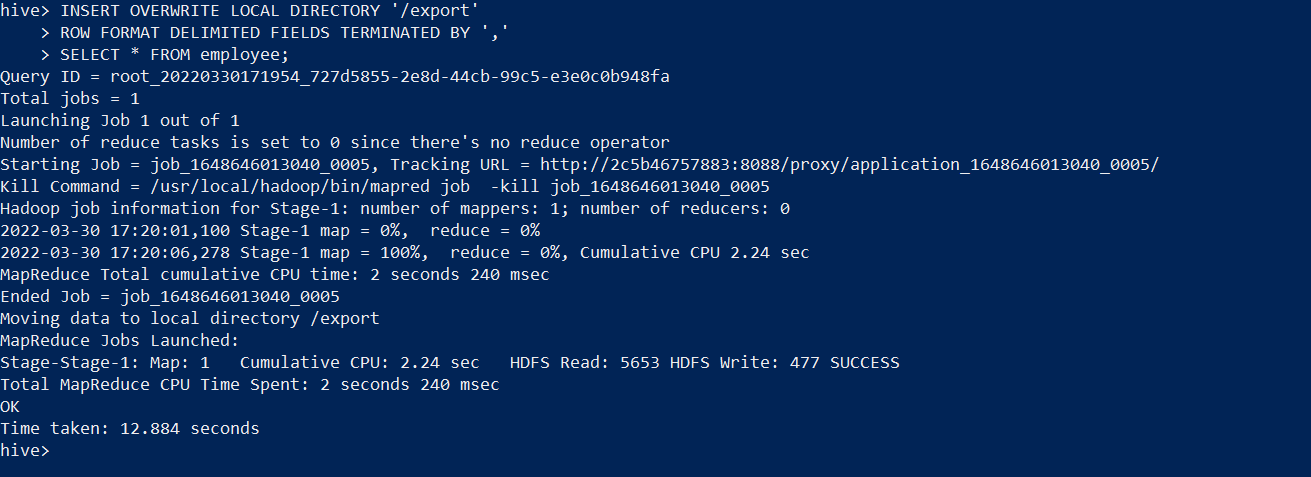 hive> INSERT OVERWRITE LOCAL DIRECTORY '/export'
    > ROW FORMAT DELIMITED FIELDS TERMINATED BY ','
    > SELECT * FROM employee;
Query ID = root_20220330171954_727d5855-2e8d-44cb-99c5-e3e0c0b948fa
Total jobs = 1
Launching Job 1 out of 1
Number of reduce tasks is set to 0 since there's no reduce operator
Starting Job = job_1648646013040_0005, Tracking URL = http://2c5b46757883:8088/proxy/application_1648646013040_0005/
Kill Command = /usr/local/hadoop/bin/mapred job  -kill job_1648646013040_0005
Hadoop job information for Stage-1: number of mappers: 1; number of reducers: 0
2022-03-30 17:20:01,100 Stage-1 map = 0%,  reduce = 0%
2022-03-30 17:20:06,278 Stage-1 map = 100%,  reduce = 0%, Cumulative CPU 2.24 sec
MapReduce Total cumulative CPU time: 2 seconds 240 msec
Ended Job = job_1648646013040_0005
Moving data to local directory /export
MapReduce Jobs Launched:
Stage-Stage-1: Map: 1   Cumulative CPU: 2.24 sec   HDFS Read: 5653 HDFS Write: 477 SUCCESS
Total MapReduce CPU Time Spent: 2 seconds 240 msec
OK
Time taken: 12.884 seconds
hive>